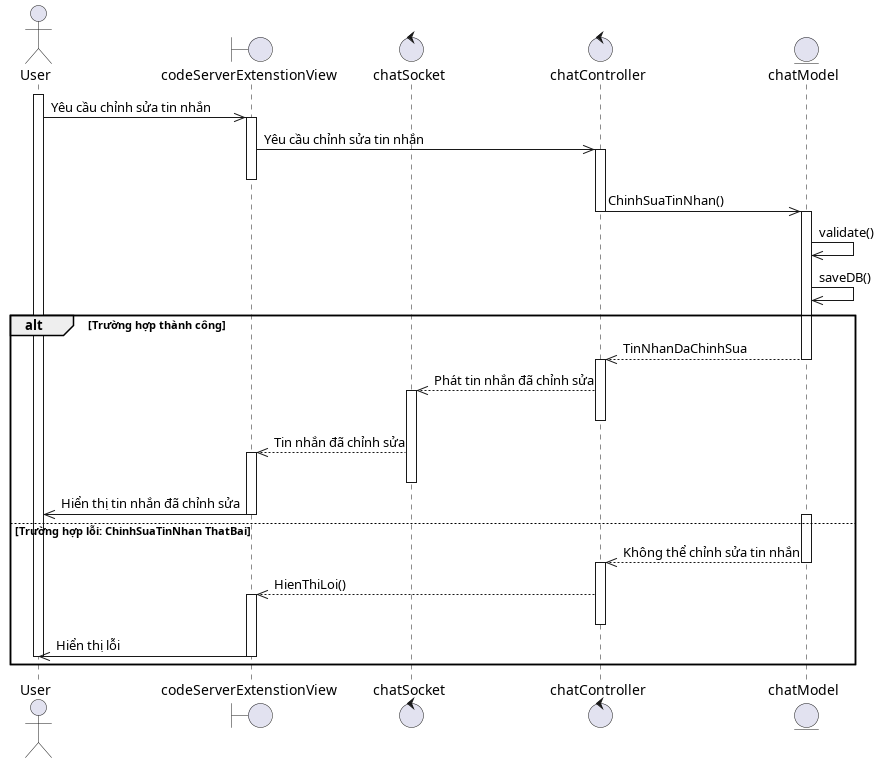 User
codeServerExtenstionView
chatSocket
chatController
chatModel
Yêu cầu chỉnh sửa tin nhắn
Yêu cầu chỉnh sửa tin nhắn
ChinhSuaTinNhan()
validate()
saveDB()
alt
[Trường hợp thành công]
TinNhanDaChinhSua
Phát tin nhắn đã chỉnh sửa
Tin nhắn đã chỉnh sửa
Hiển thị tin nhắn đã chỉnh sửa
[Trường hợp lỗi: ChinhSuaTinNhan ThatBai]
Không thể chỉnh sửa tin nhắn
HienThiLoi()
Hiển thị lỗi
User
codeServerExtenstionView
chatSocket
chatController
chatModel